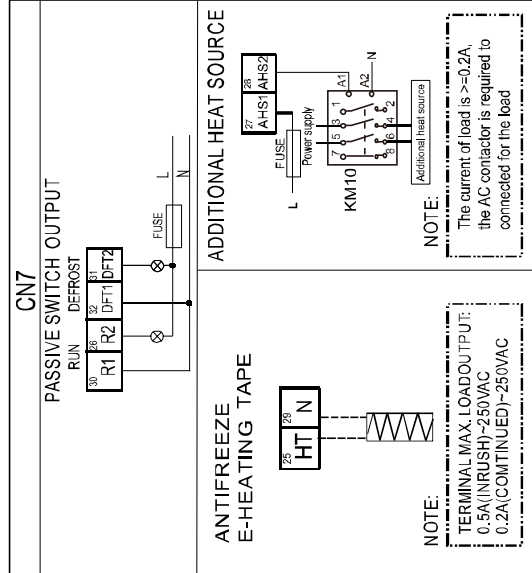 CN7
PASSIVE SWITCH OUTPUT
RUN DEFROST
30 26 32 31
R1 R2 DFT1 DFT2
FUSE
L
N
ANTIFREEZE
E-HEATING TAPE
25 29
HT N
NOTE:
TERMINAL MAX. LOADOUTPUT:
0.5A(INRUSH)~250VAC
0.2A(COMTINUED)~250VAC
ADDITIONAL HEAT SOURCE
27 28
AHS1 AHS2
N
L
FUSE
Power supply
A1 A2
KM10
7 5 3 1
8 6 4 2
Additional heat source
NOTE:
The current of load is >=0.2A,
the AC contactor is required to
connected for the load